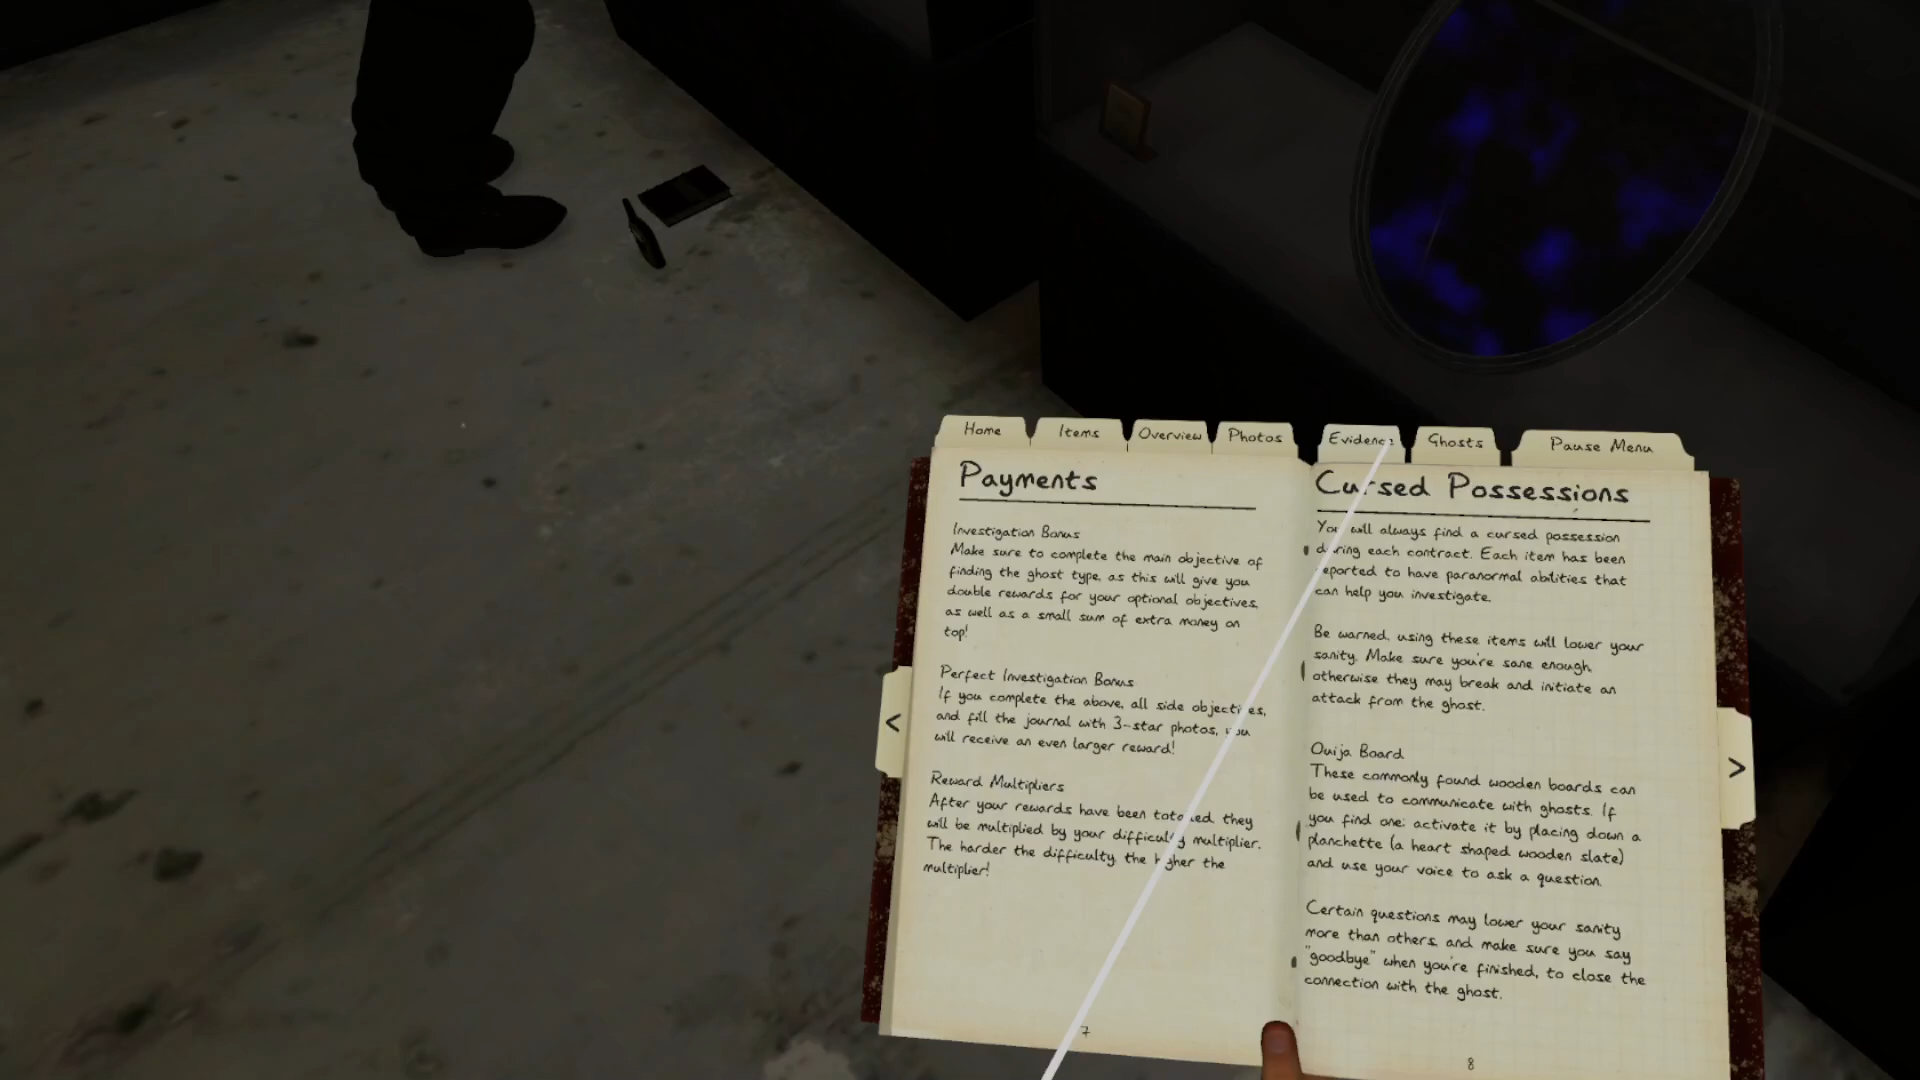 Home
Items
Overview
Photos
Evidence
Ghosts
Pause Menu
Payments
Investigation Bonus
Make sure to complete the main objective of
finding the ghost type, as this will give you
double rewards for your optional objectives,
as well as a small sum of extra money on
top!
Perfect Investigation Bonus
If you complete the above, all side objectives,
and fill the journal with 3-star photos, you
will receive an even larger reward!
Reward Multipliers
After your rewards have been totalled, they
will be multiplied by your difficulty multiplier.
The harder the difficulty, the higher the
multiplier!
7
<
Cursed Possessions
You will always find a cursed possession
during each contract. Each item has been
reported to have paranormal abilities that
can help you investigate.
Be warned, using these items will lower your
sanity. Make sure you're sane enough,
otherwise they may break and initiate an
attack from the ghost.
Ouija Board
These commonly found wooden boards can
be used to communicate with ghosts. If
you find one; activate it by placing down a
planchette (a heart shaped wooden slate)
and use your voice to ask a question.
Certain questions may lower your sanity
more than others, and make sure you say
"goodbye" when you're finished, to close the
connection with the ghost.
8
>